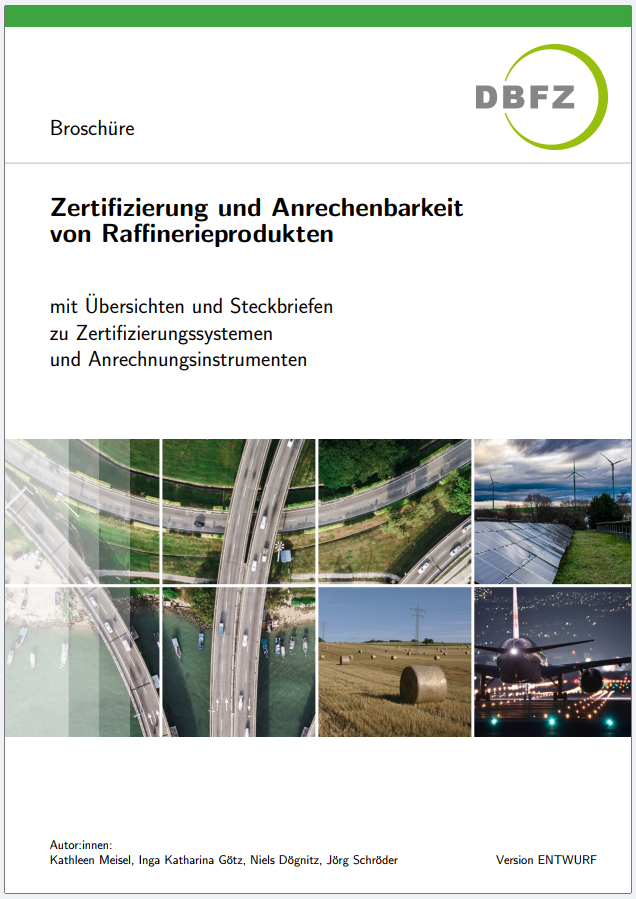 DBFZ
Broschüre
Zertifizierung und Anrechenbarkeit
von Raffinerieprodukten
mit Übersichten und Steckbriefen
zu Zertifizierungssystemen
und Anrechnungsinstrumenten
Autor:innen:
Kathleen Meisel, Inga Katharina Götz, Niels Dögnitz, Jörg Schröder
Version ENTWURF